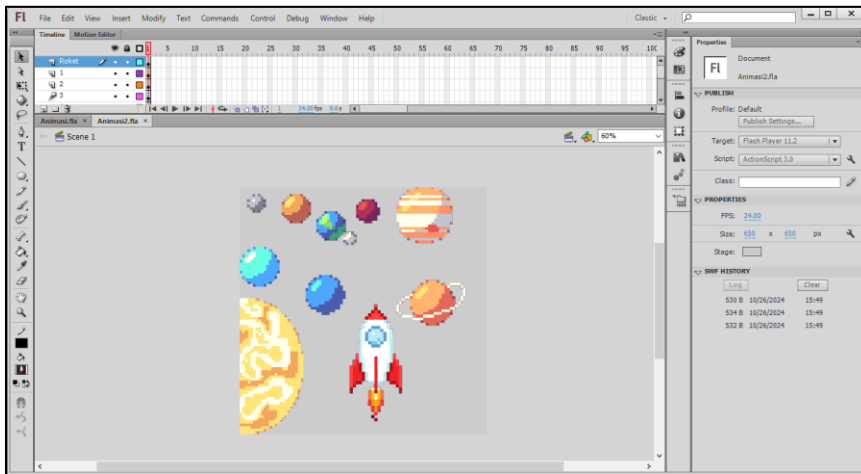 Fl File Edit View Insert Modify Text Commands Control Debug Window Help Classic
Timeline Motion Editor
5 10 15 20 25 30 35 40 45 50 55 60 65 70 75 80 85 90 95 100
Roket
1
2
3
1 24.00 fps 0.0 s
Animasi.fla × Animasi2.fla ×
Scene 1 60%
Properties
Fl Document
Animasi2.fla
PUBLISH
Profile: Default
Publish Settings...
Target: Flash Player 11.2
Script: ActionScript 3.0
Class:
PROPERTIES
FPS: 24.00
Size: 650 x 650 px
Stage:
SWF HISTORY
Log Clear
530 B 10/26/2024 15:49
534 B 10/26/2024 15:49
532 B 10/26/2024 15:49